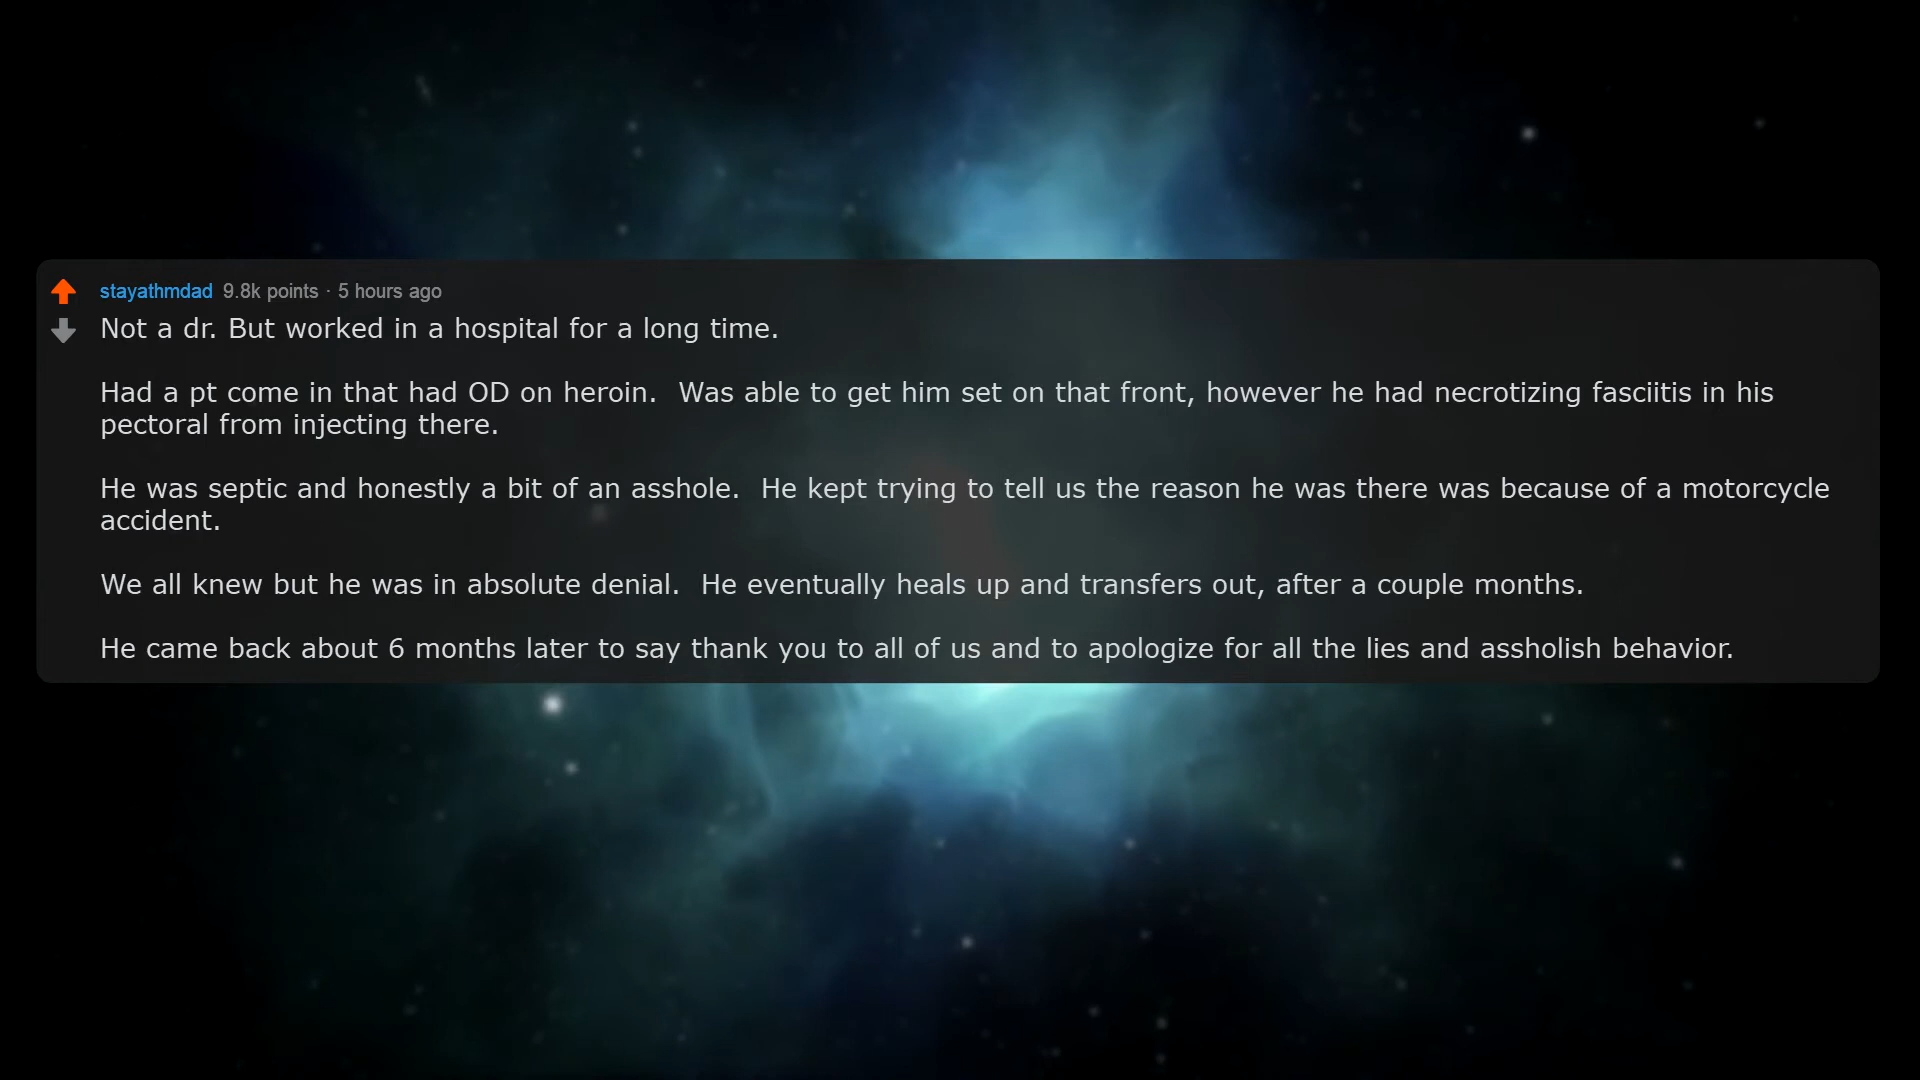 stayathmdad 9.8k points · 5 hours ago
Not a dr. But worked in a hospital for a long time.
Had a pt come in that had OD on heroin.  Was able to get him set on that front, however he had necrotizing fasciitis in his
pectoral from injecting there.
He was septic and honestly a bit of an asshole.  He kept trying to tell us the reason he was there was because of a motorcycle
accident.
We all knew but he was in absolute denial.  He eventually heals up and transfers out, after a couple months.
He came back about 6 months later to say thank you to all of us and to apologize for all the lies and assholish behavior.